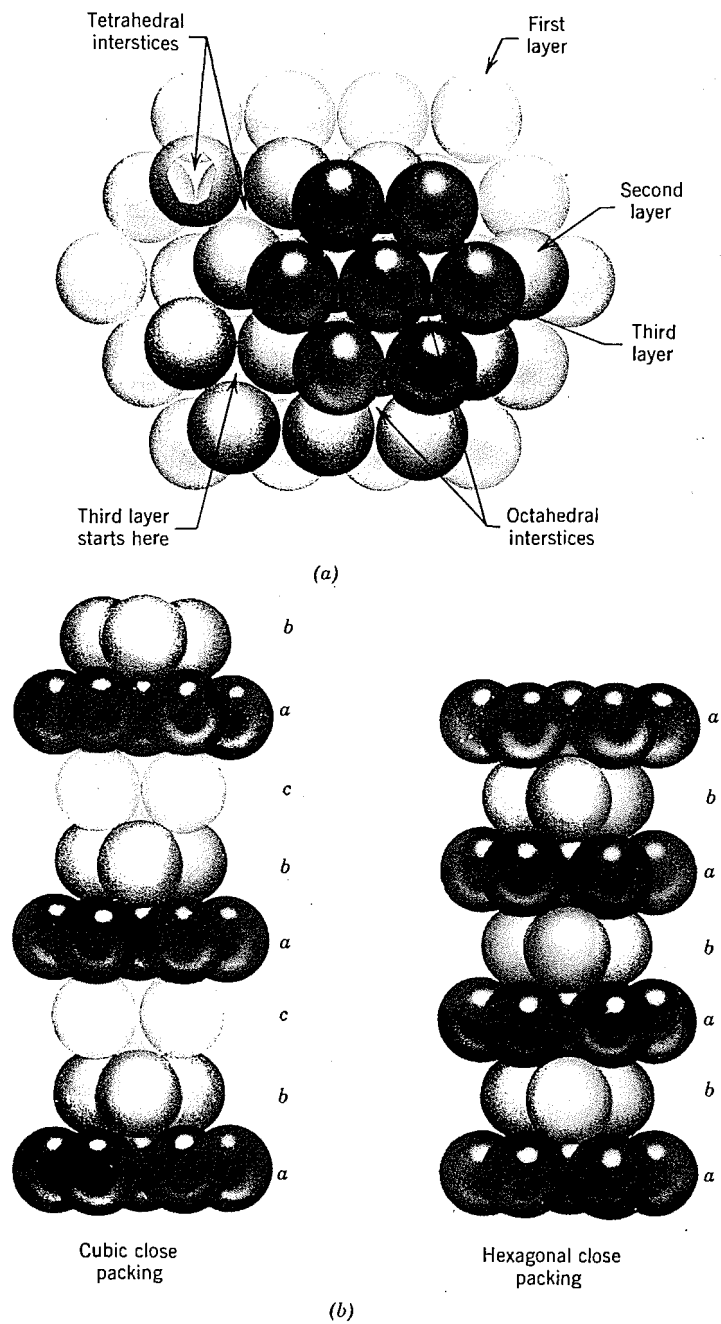 Tetrahedral
interstices
First
layer
Second
layer
Third
layer
Third layer
starts here
Octahedral
interstices
(a)
b
a
c
b
a
c
b
a
Cubic close
packing
a
b
a
b
a
b
a
Hexagonal close
packing
(b)